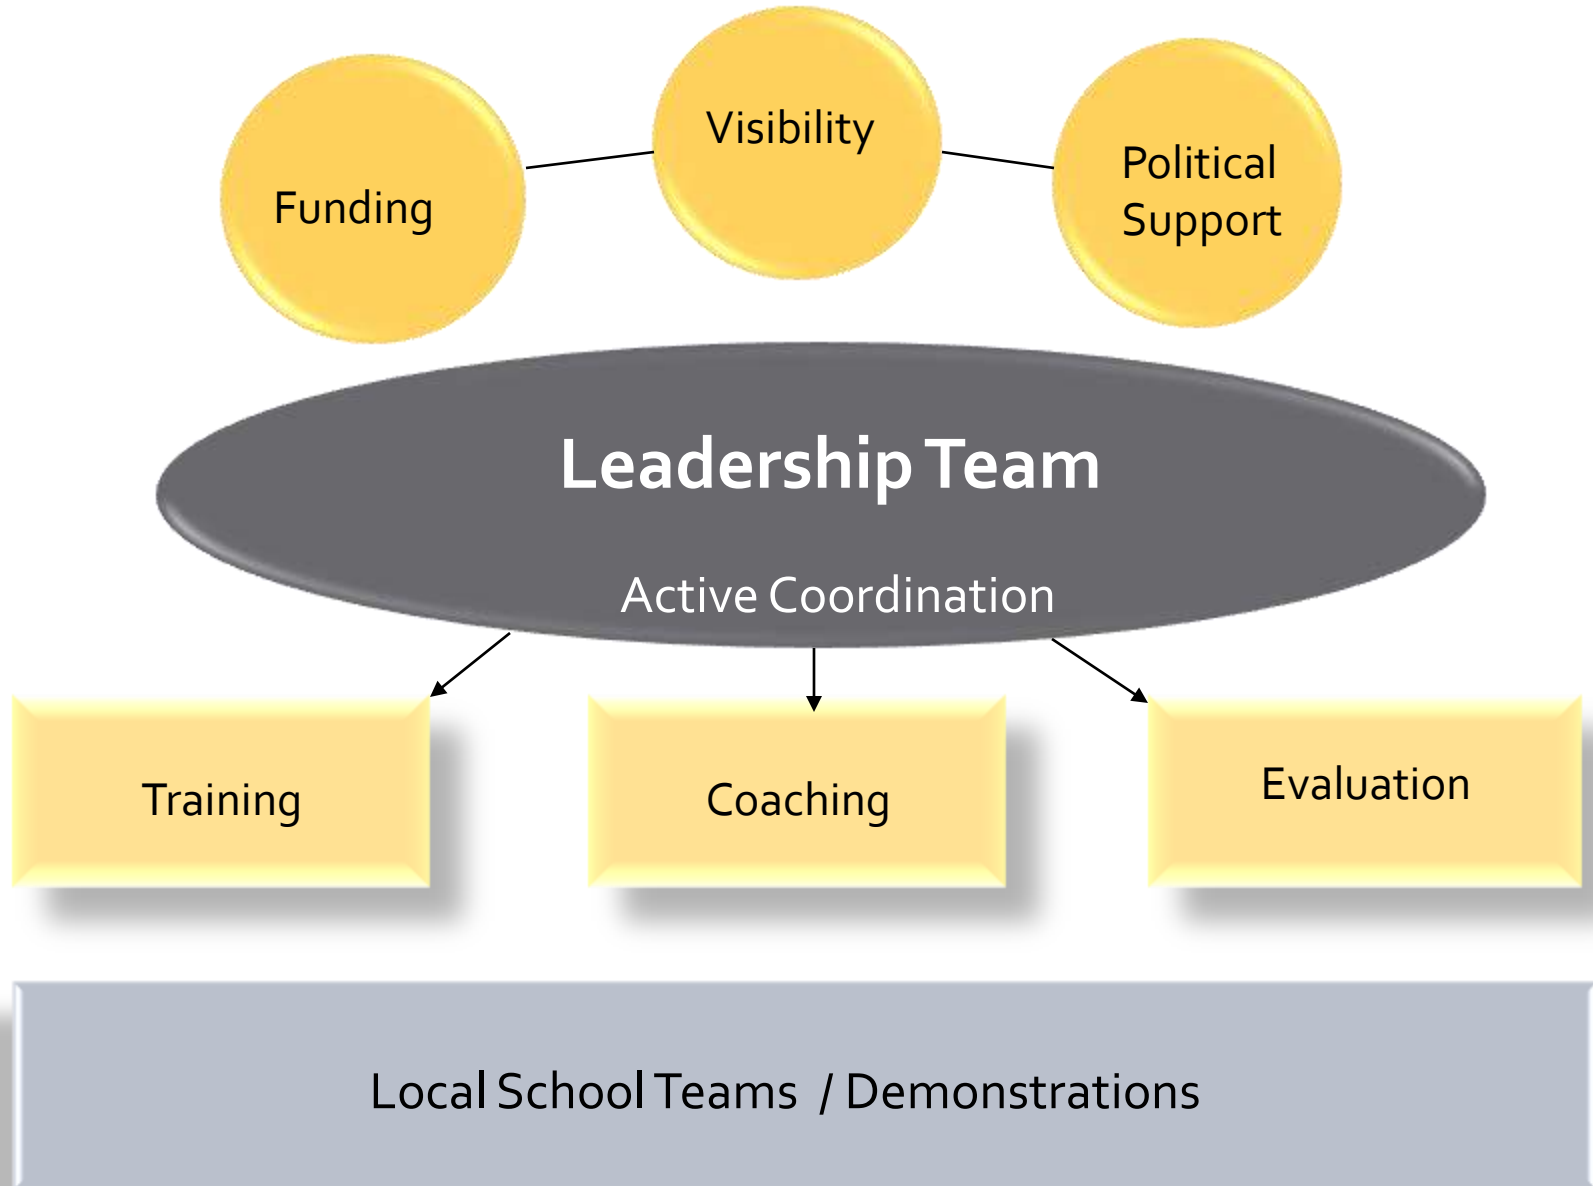 Visibility
Funding
Political
Support
Leadership Team
Active Coordination
Training
Coaching
Evaluation
Local School Teams / Demonstrations